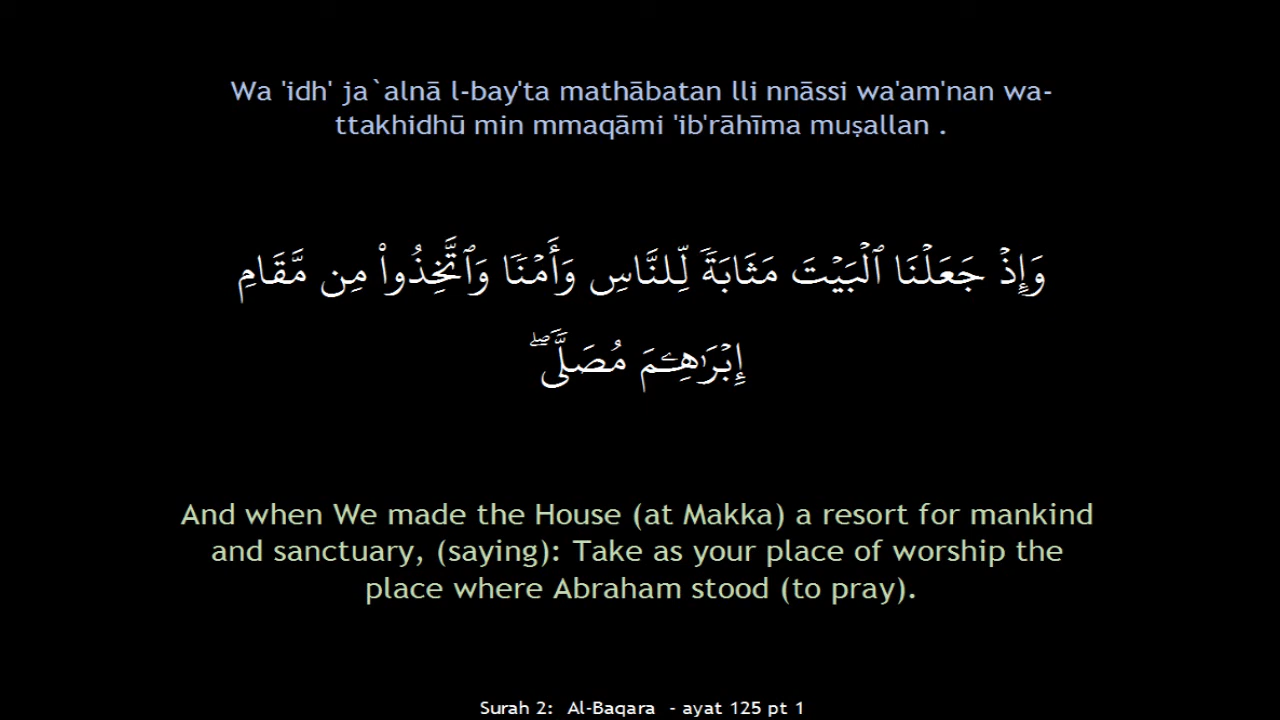 Wa 'idh' ja`alnā l-bay'ta mathābatan lli nnāssi wa'am'nan wa-
ttakhidhū min mmaqāmi 'ib'rāhīma muṣallan .
وَإِذۡ جَعَلۡنَا ٱلۡبَيۡتَ مَثَابَةٗ لِّلنَّاسِ وَأَمۡنٗا وَٱتَّخِذُواْ مِن مَّقَامِ
إِبۡرَٰهِـۧمَ مُصَلّٗىۖ
And when We made the House (at Makka) a resort for mankind
and sanctuary, (saying): Take as your place of worship the
place where Abraham stood (to pray).
Surah 2: Al-Baqara - ayat 125 pt 1